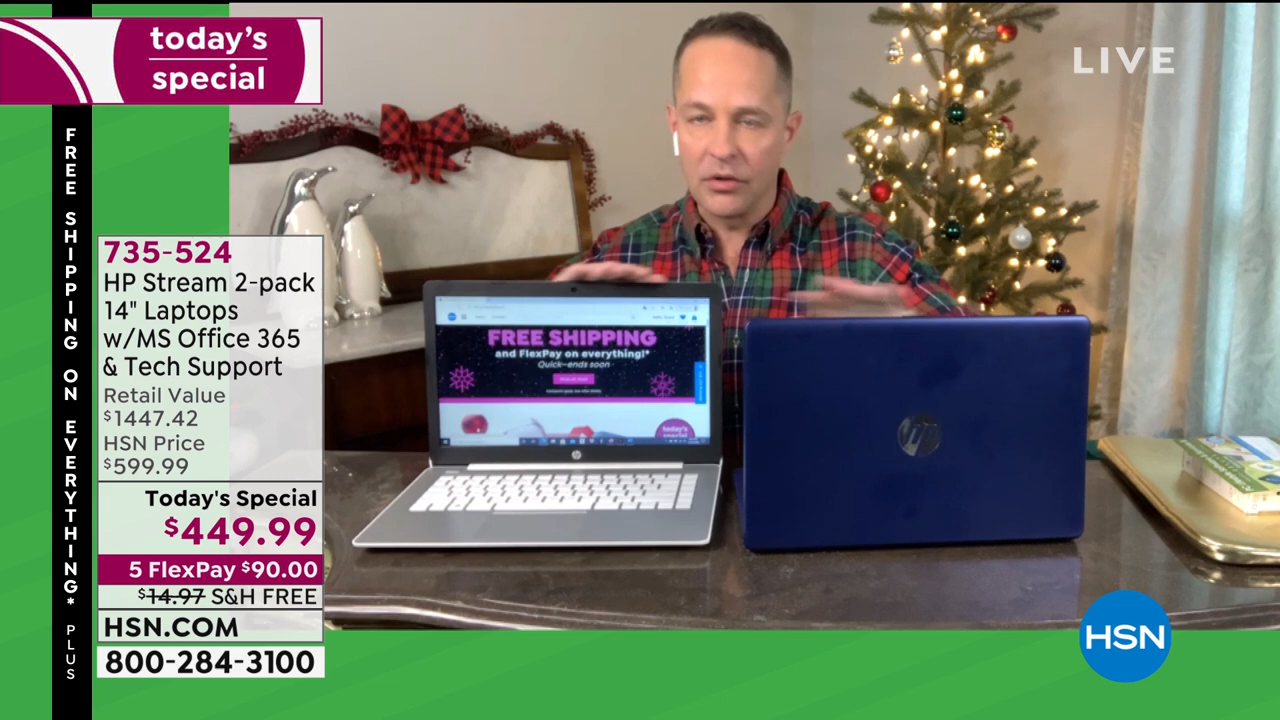 today's
special
LIVE
FREE SHIPPING ON EVERYTHING* PLUS
735-524
HP Stream 2-pack
14" Laptops
w/MS Office 365
& Tech Support
Retail Value
$1447.42
HSN Price
$599.99
Today's Special
$449.99
5 FlexPay $90.00
$14.97 S&H FREE
HSN.COM
800-284-3100
FREE SHIPPING
and FlexPay on everything!*
Quick-ends soon
today's
hp
hp
HSN